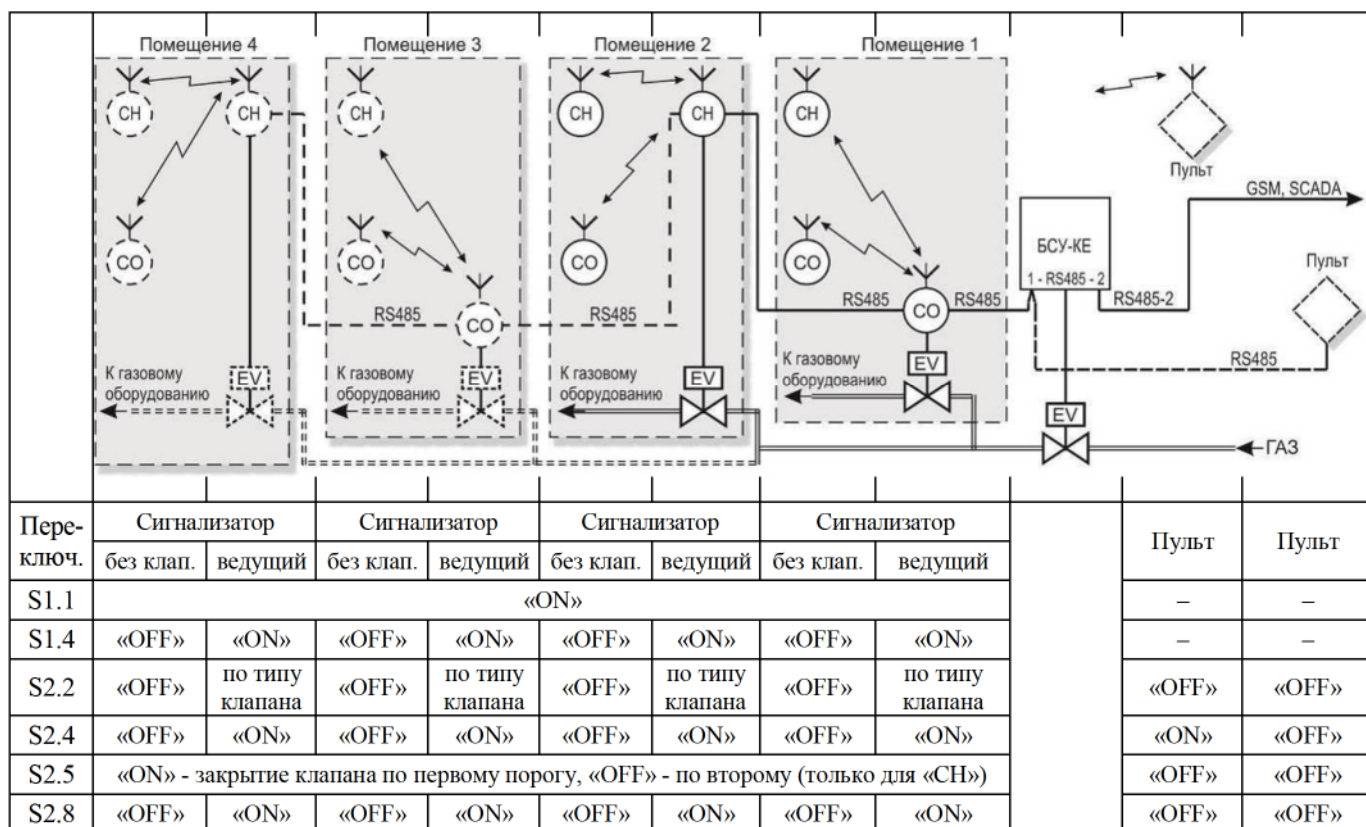 Помещение 4 Помещение 3 Помещение 2 Помещение 1
CH CH CH CH CH CH
Пульт
GSM, SCADA
CO CO CO CO
БСУ-КЕ
Пульт
1 - RS485 - 2
RS485 RS485 RS485 RS485 RS485-2
CO CO
RS485
К газовому оборудованию
EV
К газовому оборудованию
EV
К газовому оборудованию
EV
К газовому оборудованию
EV
EV
ГАЗ
Пере-ключ. Сигнализатор Сигнализатор Сигнализатор Сигнализатор Пульт Пульт
без клап. ведущий без клап. ведущий без клап. ведущий без клап. ведущий
S1.1 «ON» – –
S1.4 «OFF» «ON» «OFF» «ON» «OFF» «ON» «OFF» «ON» – –
S2.2 «OFF» по типу клапана «OFF» по типу клапана «OFF» по типу клапана «OFF» по типу клапана «OFF» «OFF»
S2.4 «OFF» «ON» «OFF» «ON» «OFF» «ON» «OFF» «ON» «ON» «OFF»
S2.5 «ON» - закрытие клапана по первому порогу, «OFF» - по второму (только для «СН») «OFF» «OFF»
S2.8 «OFF» «ON» «OFF» «ON» «OFF» «ON» «OFF» «ON» «OFF» «OFF»